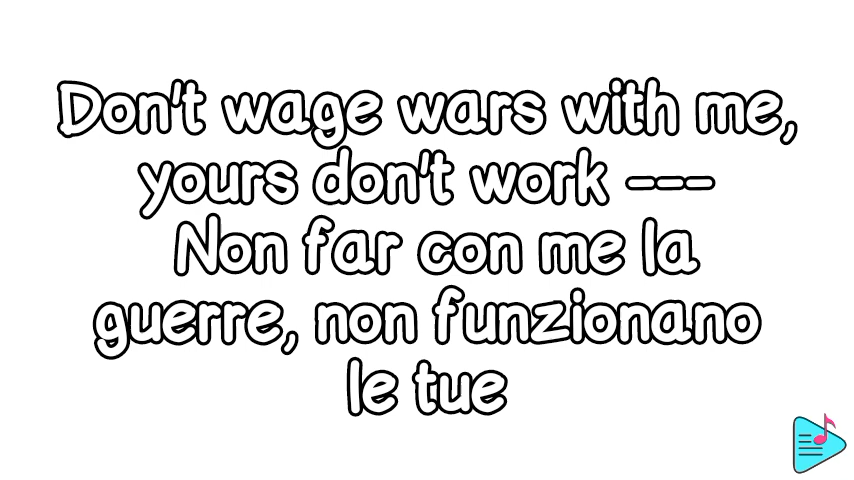 Don't wage wars with me,
yours don't work ---
Non far con me la
guerre, non funzionano
le tue